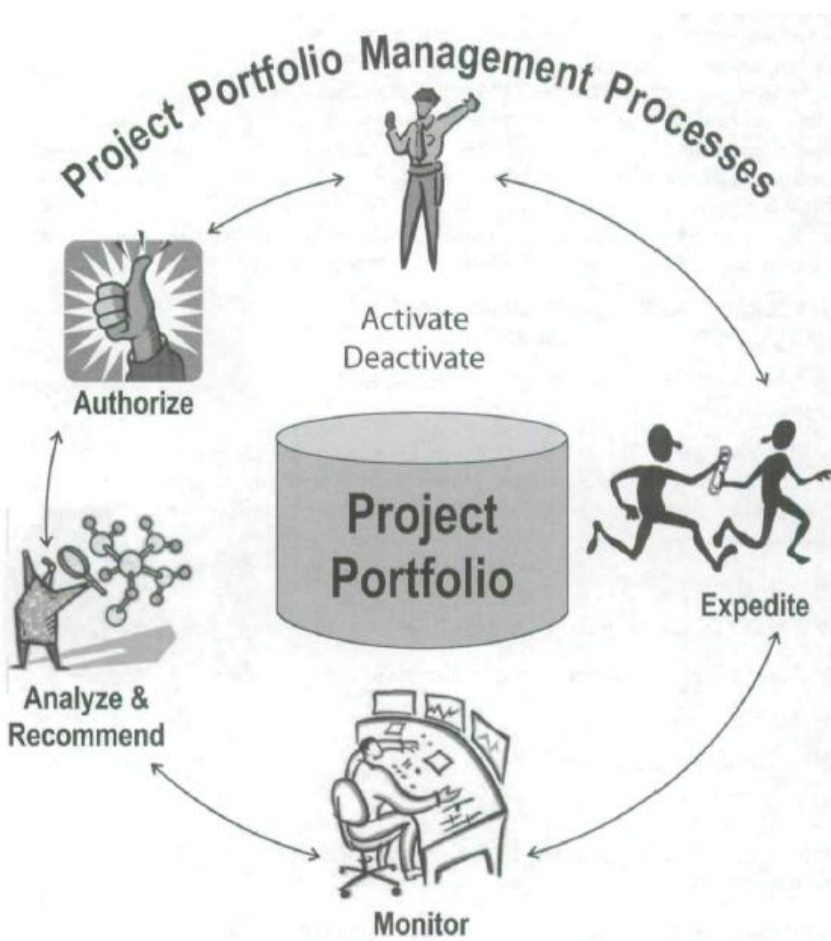 Project Portfolio Management Processes
Activate
Deactivate
Authorize
Project
Portfolio
Expedite
Analyze &
Recommend
Monitor